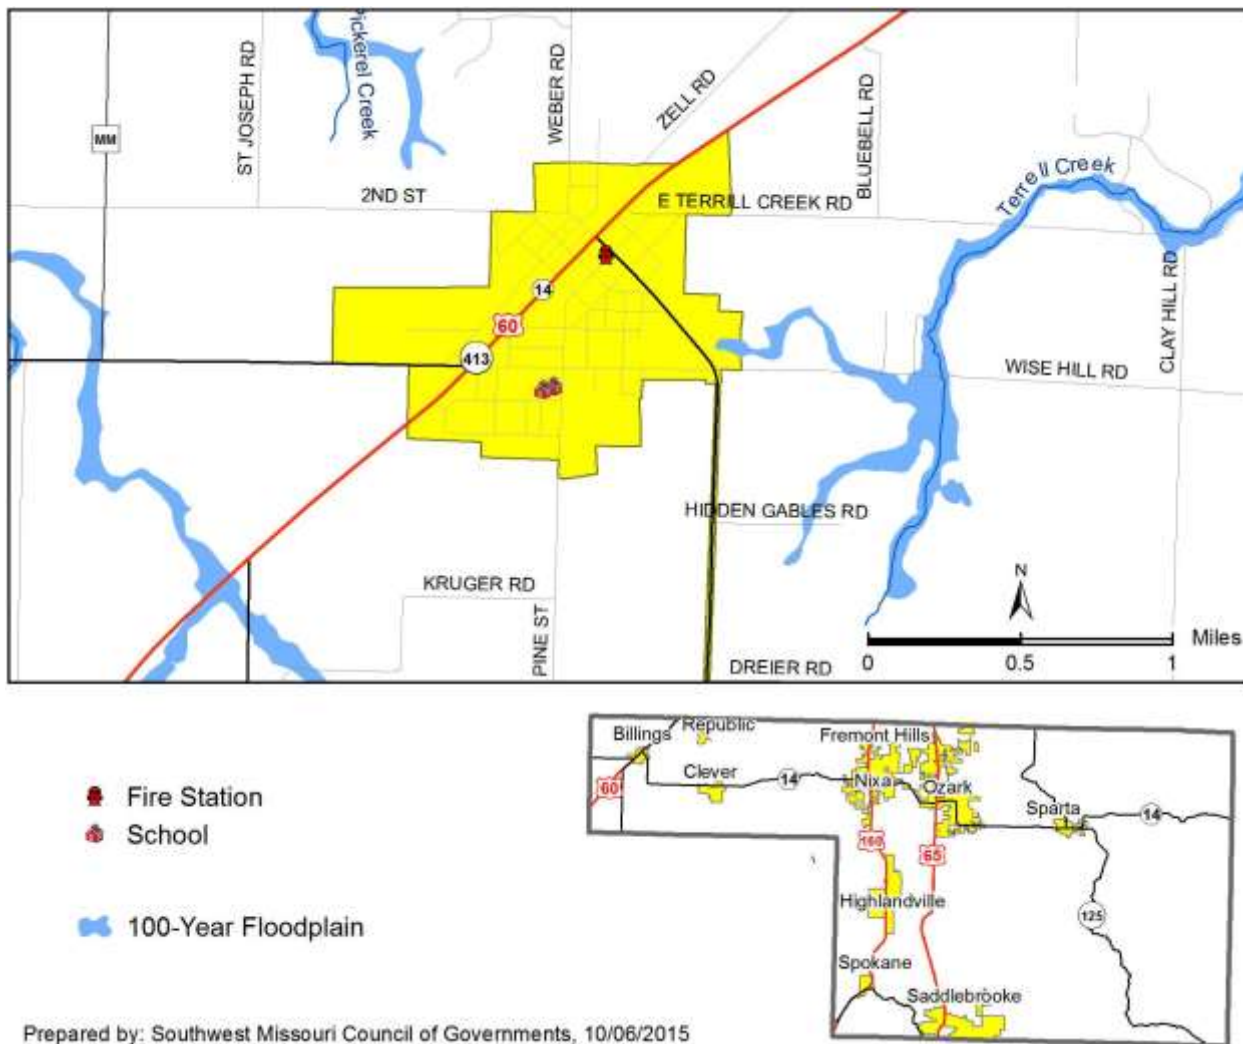 Pickerel Creek
ST JOSEPH RD
WEBER RD
ZELL RD
BLUEBELL RD
MM
2ND ST
E TERRILL CREEK RD
Terrell Creek
CLAY HILL RD
14
60
413
WISE HILL RD
HIDDEN GABLES RD
KRUGER RD
PINE ST
DREIER RD
N
Miles
0 0.5 1
Fire Station
School
100-Year Floodplain
Billings
Republic
Fremont Hills
Clever
14
Nixa
Ozark
60
Sparta
14
160
65
Highlandville
125
Spokane
Saddlebrooke
Prepared by: Southwest Missouri Council of Governments, 10/06/2015